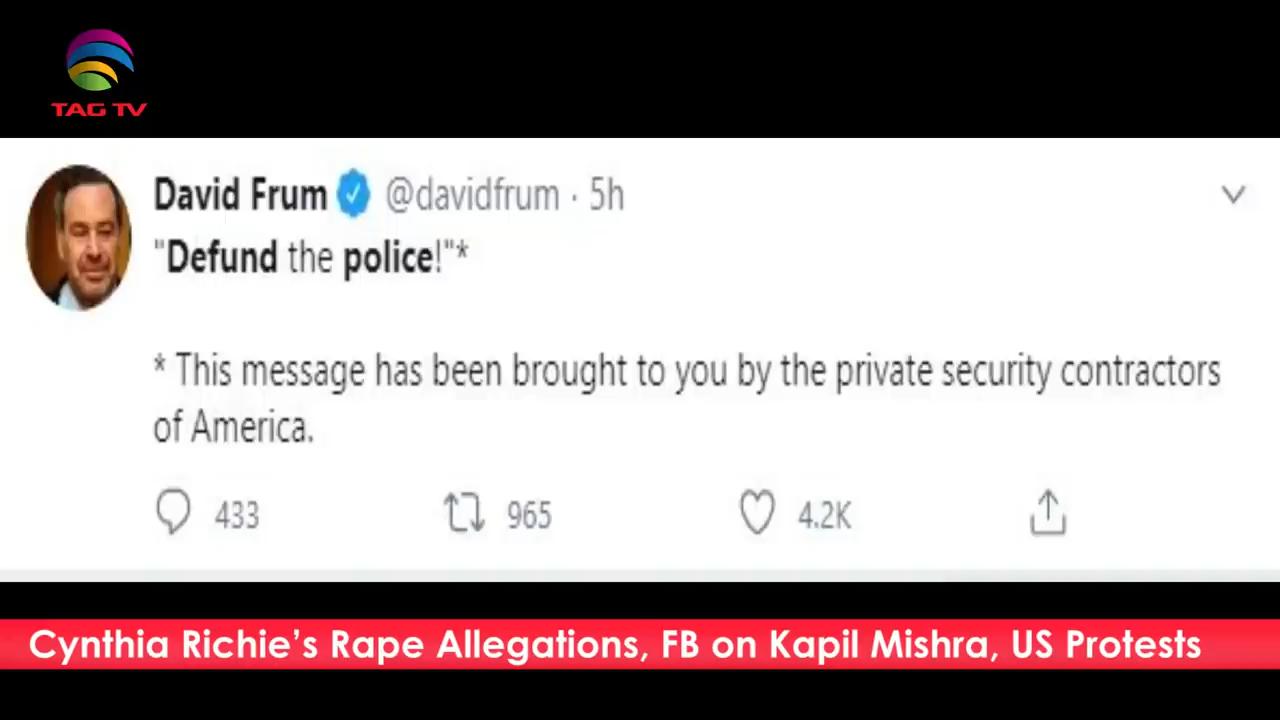 TAG TV
David Frum @davidfrum · 5h
"Defund the police!"*
* This message has been brought to you by the private security contractors
of America.
433 965 4.2K
Cynthia Richie’s Rape Allegations, FB on Kapil Mishra, US Protests